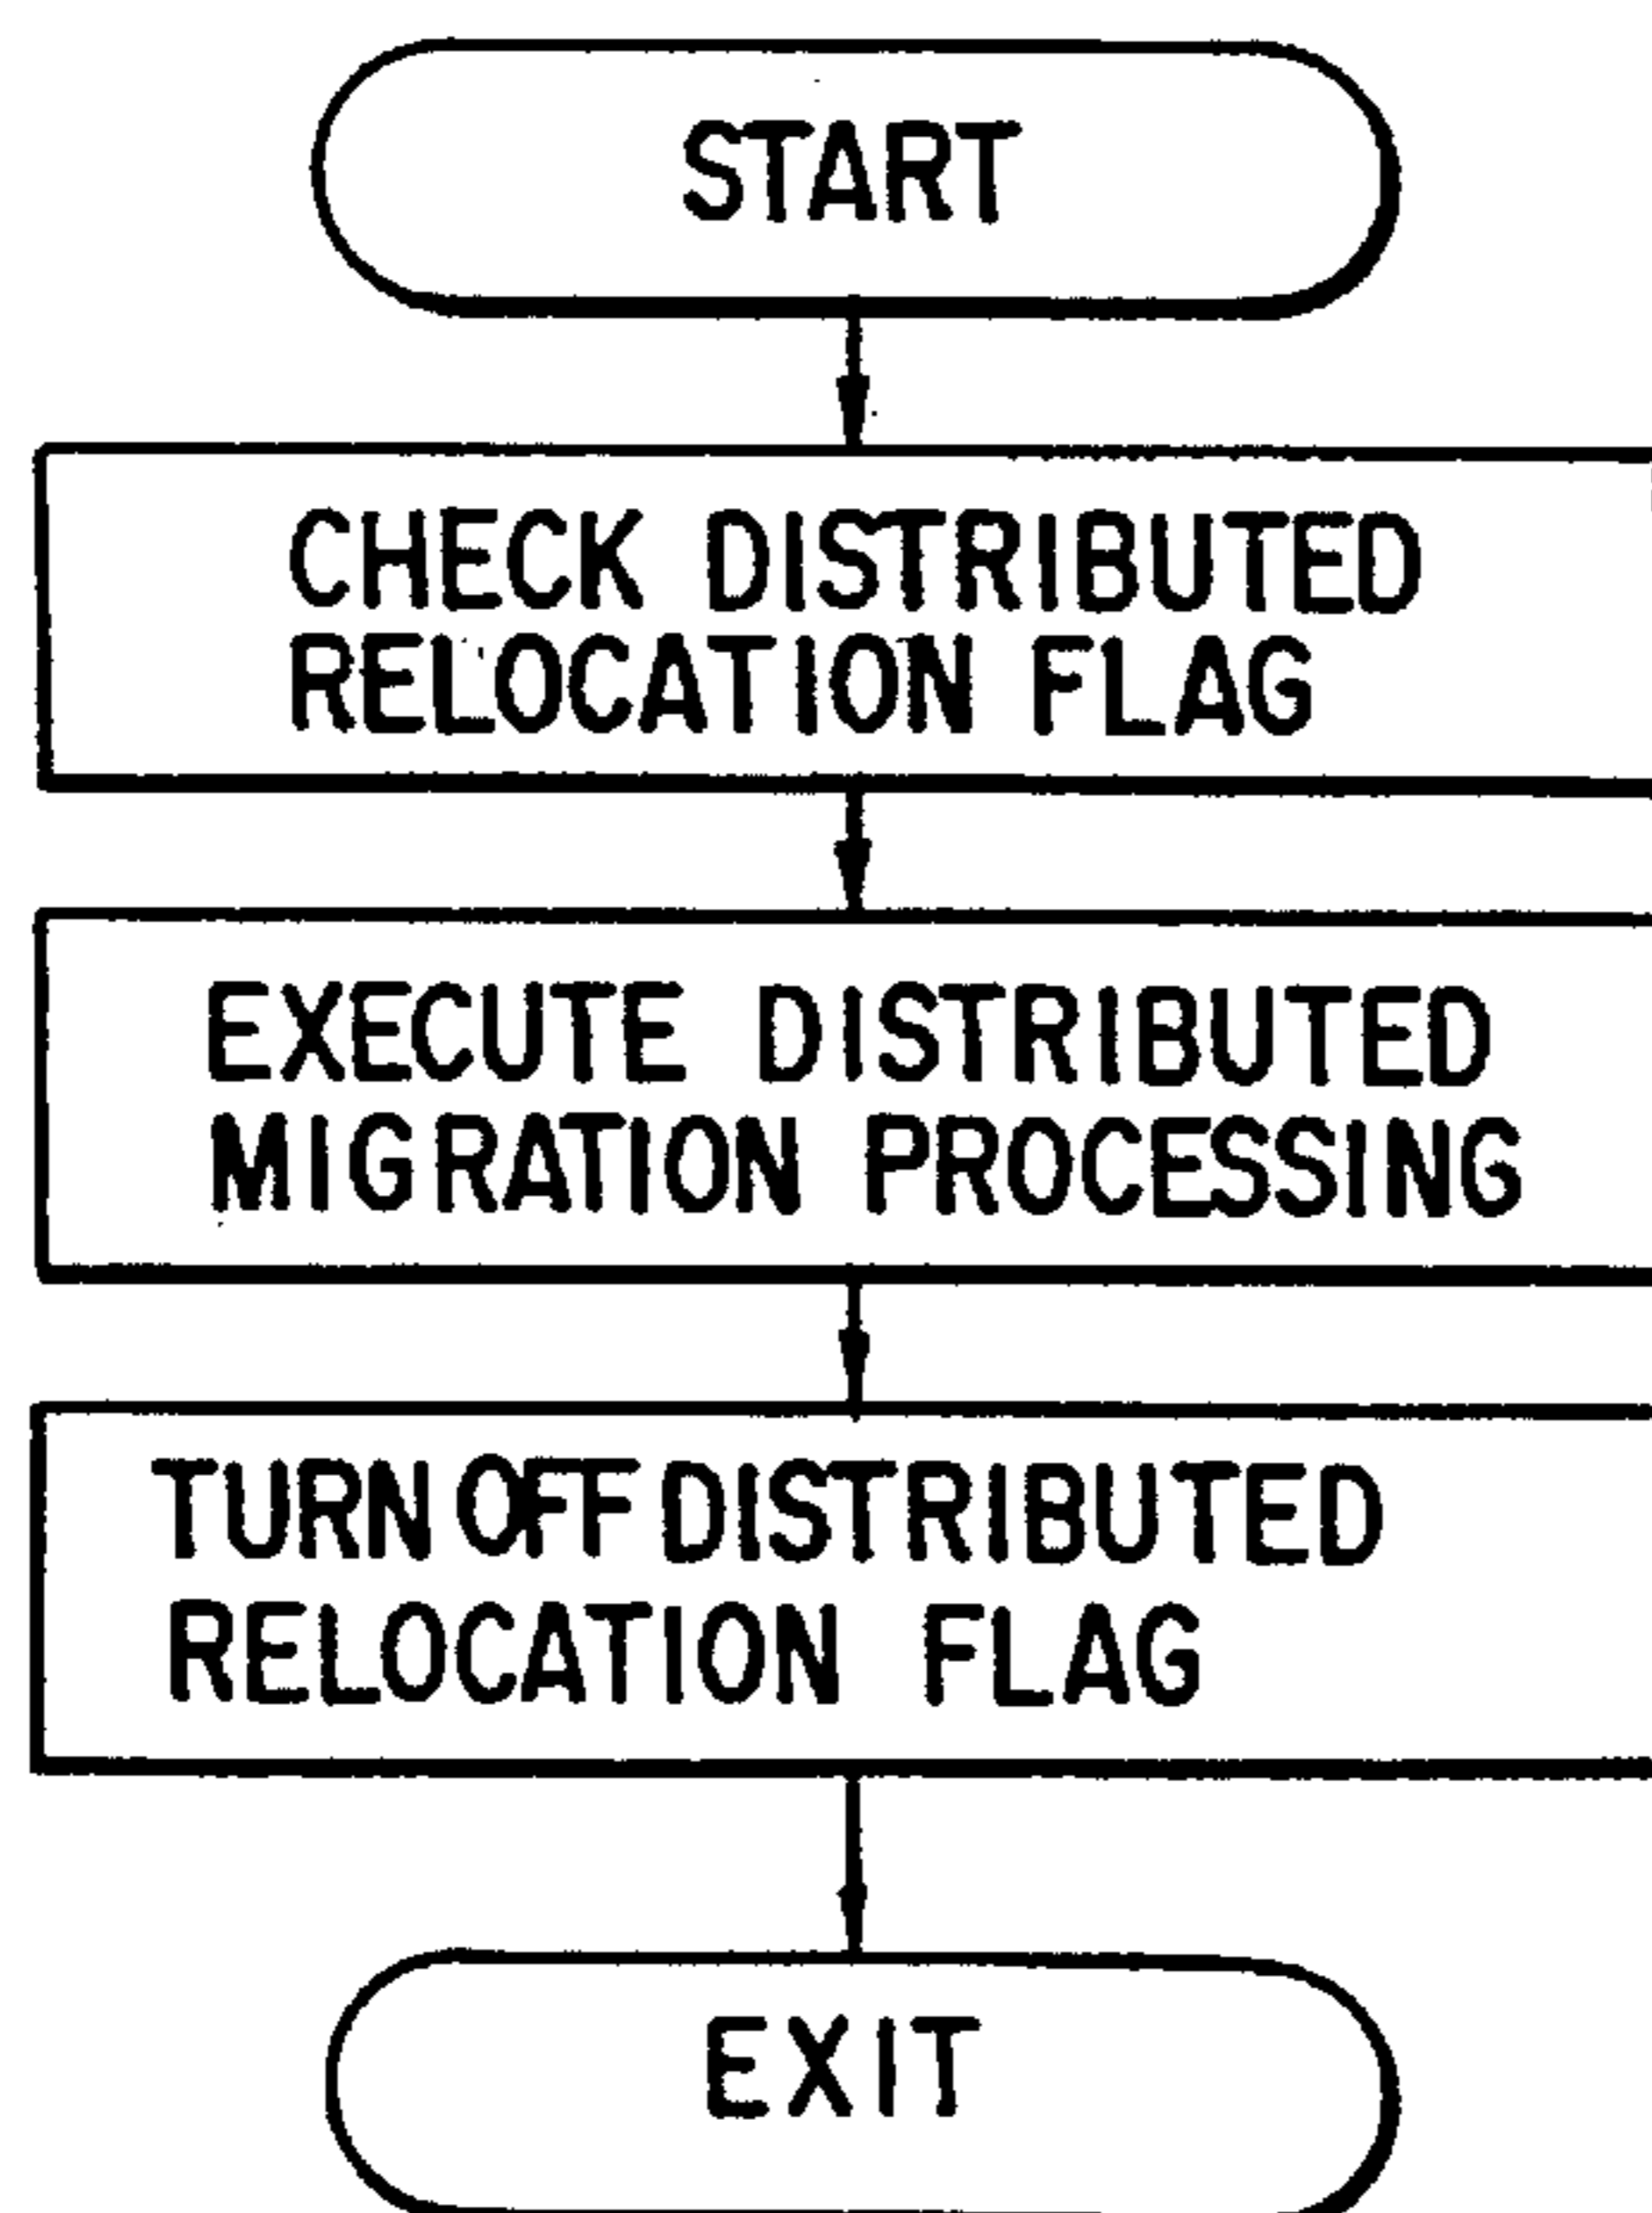 START
CHECK DISTRIBUTED
RELOCATION FLAG
EXECUTE DISTRIBUTED
MIGRATION PROCESSING
TURN OFF DISTRIBUTED
RELOCATION FLAG
EXIT